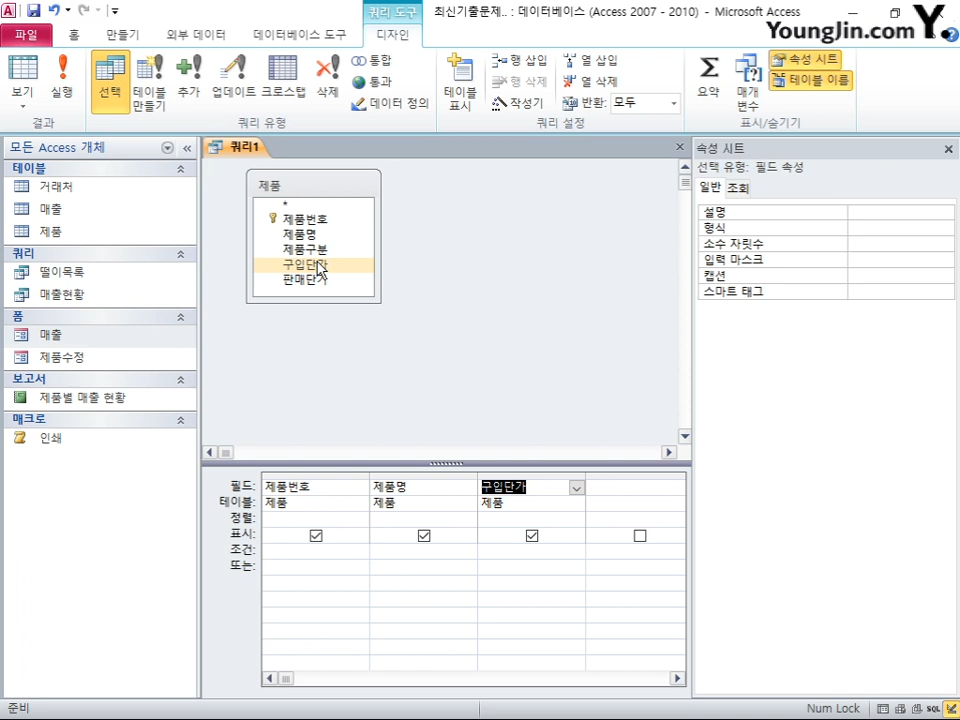 쿼리 도구
최신기출문제.. : 데이터베이스 (Access 2007 - 2010) - Microsoft Access
Younglin.com Y
파일 홈 만들기 외부 데이터 데이터베이스 도구 디자인
보기 실행 선택 테이블 만들기 추가 업데이트 크로스탭 삭제
통합
통과
데이터 정의
테이블 표시
행 삽입
행 삭제
작성기
열 삽입
열 삭제
반환: 모두
요약 매개 변수
속성 시트
테이블 이름
결과 쿼리 유형 쿼리 설정 표시/숨기기
모든 Access 개체
테이블
거래처
매출
제품
쿼리
떨이목록
매출현황
폼
매출
제품수정
보고서
제품별 매출 현황
매크로
인쇄
쿼리1
제품
*
제품번호
제품명
제품구분
구입단가
판매단가
필드: 제품번호 제품명 구입단가
테이블: 제품 제품 제품
정렬:
표시:
조건:
또는:
속성 시트
선택 유형: 필드 속성
일반 조회
설명
형식
소수 자릿수
입력 마스크
캡션
스마트 태그
준비
Num Lock
SQL